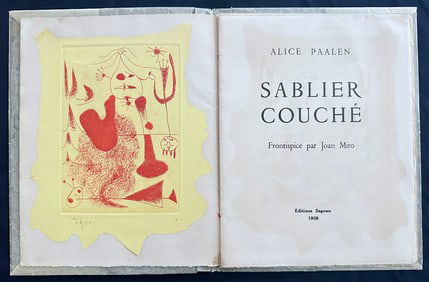 ALICE PAALEN
SABLIER
COUCHÉ
Frontispice par Joan Miro
Editions Sagesse
1938